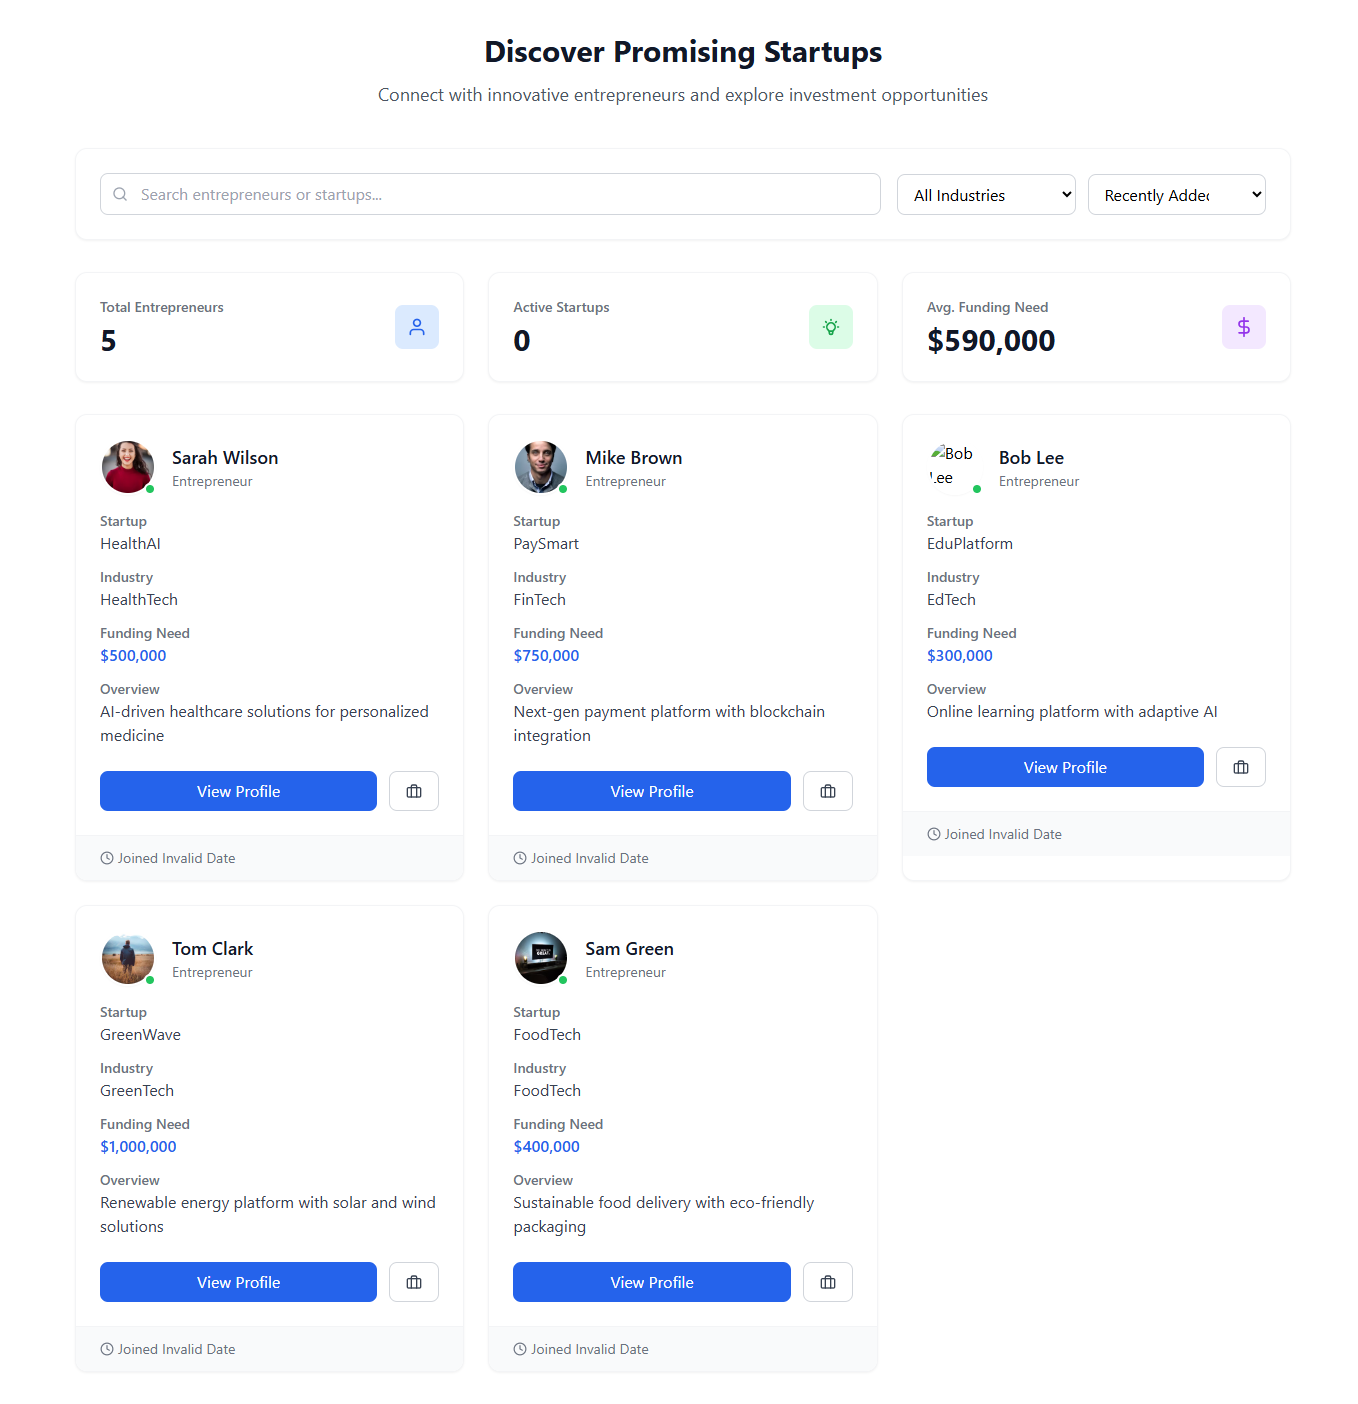 Discover Promising Startups
Connect with innovative entrepreneurs and explore investment opportunities
Search entrepreneurs or startups...
All Industries
Recently Added
Total Entrepreneurs
5
Active Startups
0
Avg. Funding Need
$590,000
Sarah Wilson
Entrepreneur
Startup
HealthAI
Industry
HealthTech
Funding Need
$500,000
Overview
AI-driven healthcare solutions for personalized
medicine
View Profile
Joined Invalid Date
Mike Brown
Entrepreneur
Startup
PaySmart
Industry
FinTech
Funding Need
$750,000
Overview
Next-gen payment platform with blockchain
integration
View Profile
Joined Invalid Date
Bob
Lee
Bob Lee
Entrepreneur
Startup
EduPlatform
Industry
EdTech
Funding Need
$300,000
Overview
Online learning platform with adaptive AI
View Profile
Joined Invalid Date
Tom Clark
Entrepreneur
Startup
GreenWave
Industry
GreenTech
Funding Need
$1,000,000
Overview
Renewable energy platform with solar and wind
solutions
View Profile
Joined Invalid Date
Sam Green
Entrepreneur
Startup
FoodTech
Industry
FoodTech
Funding Need
$400,000
Overview
Sustainable food delivery with eco-friendly
packaging
View Profile
Joined Invalid Date